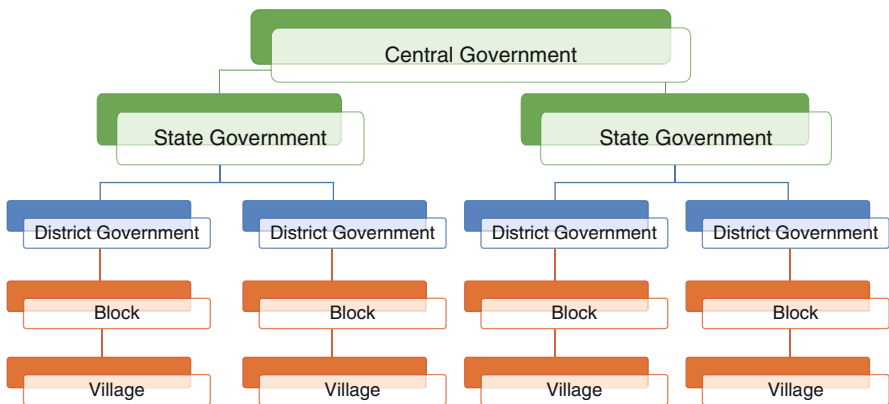 Central Government
State Government
State Government
District Government
District Government
District Government
District Government
Block
Block
Block
Block
Village
Village
Village
Village